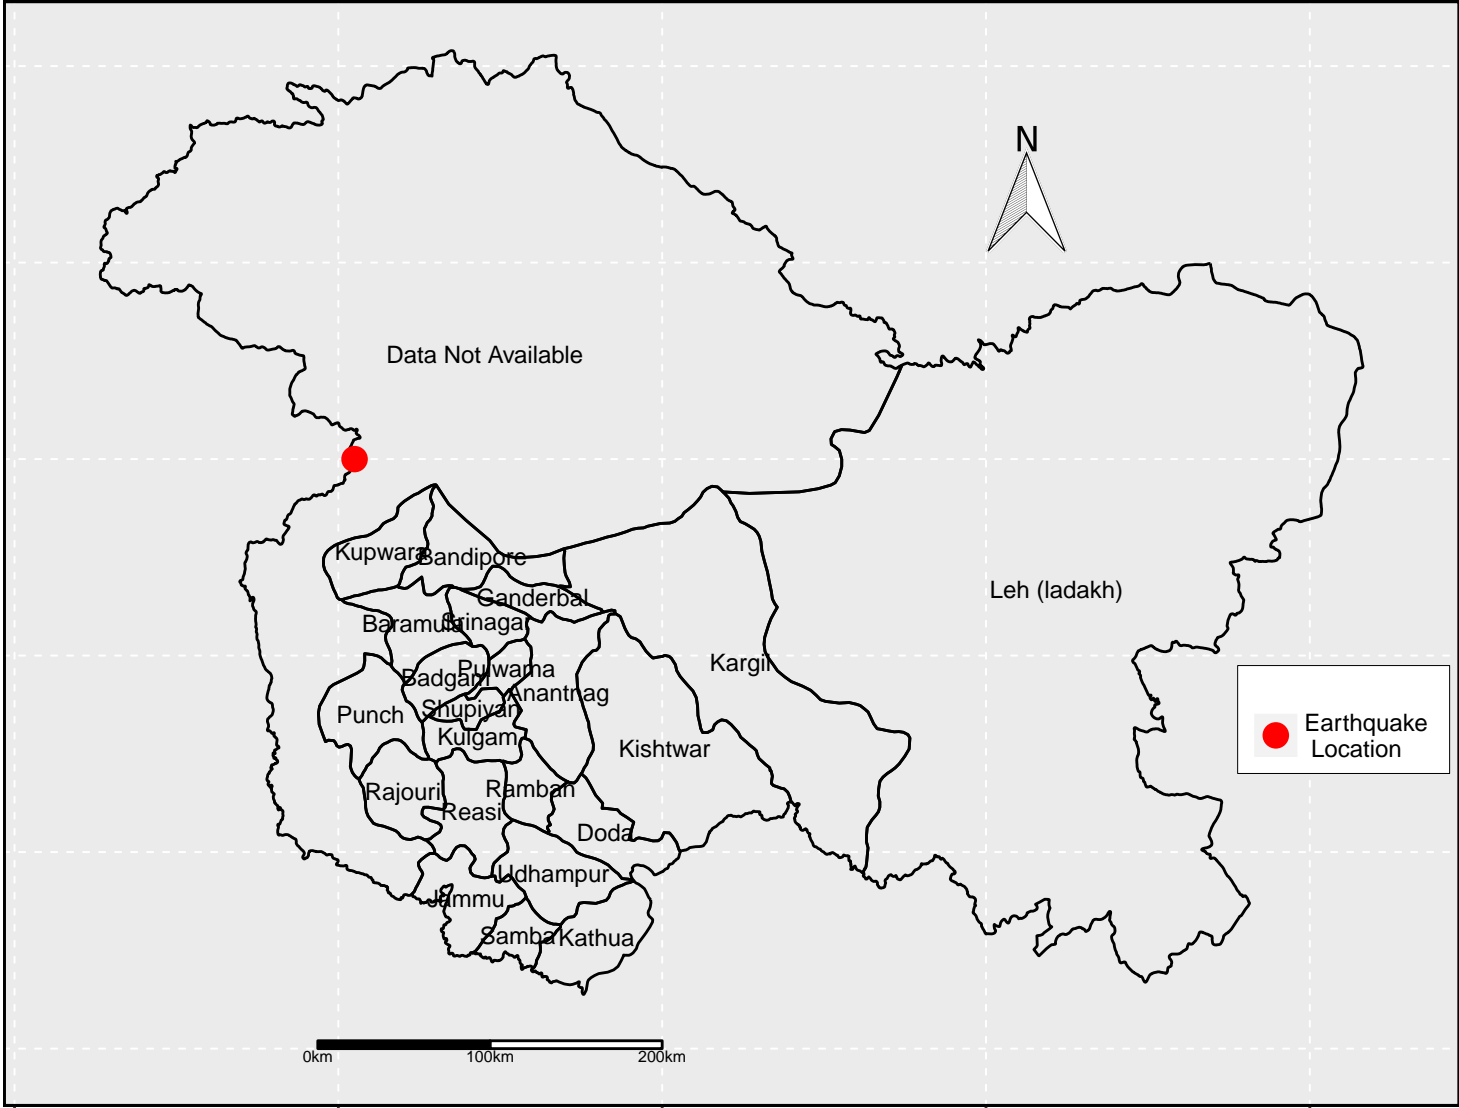 N
Data Not Available
Kupwara
Bandipore
Leh (ladakh)
Ganderbal
Baramula
Srinagar
Kargil
Pulwama
Badgam
Anantnag
Shupiyan
Punch
Earthquake
Location
Kulgam
Kishtwar
Rajouri
Ramban
Reasi
Doda
Udhampur
Jammu
Samba
Kathua
0km
100km
200km